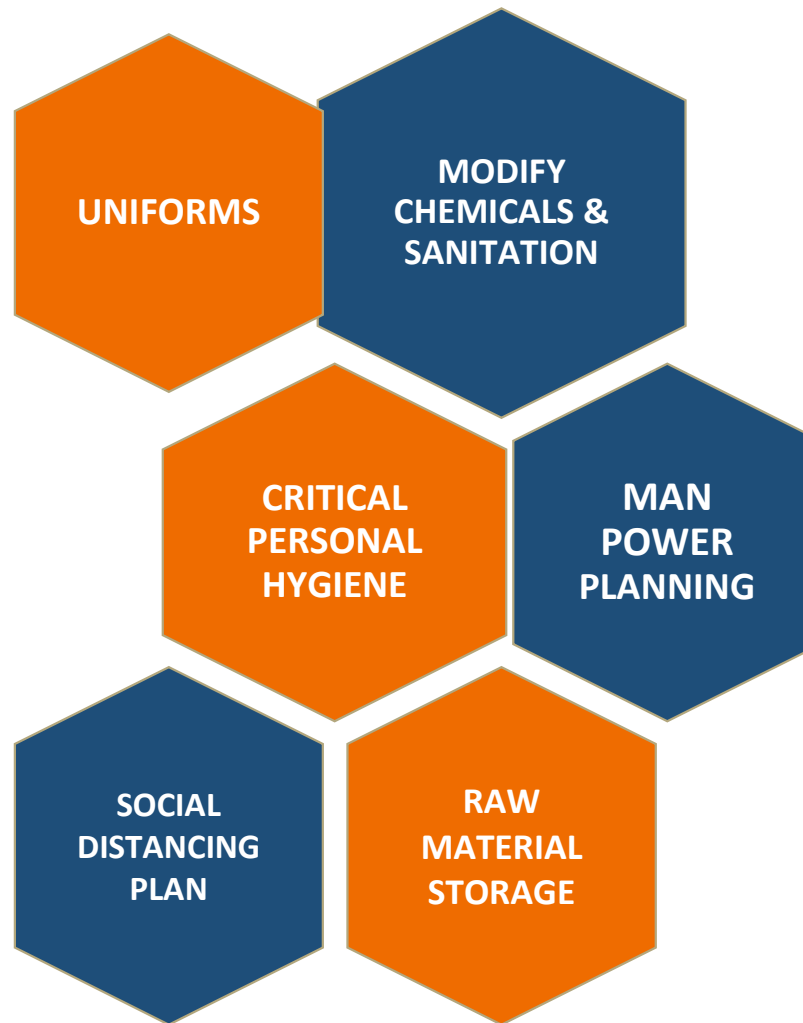 UNIFORMS
MODIFY
CHEMICALS &
SANITATION
CRITICAL
PERSONAL
HYGIENE
MAN
POWER
PLANNING
SOCIAL
DISTANCING
PLAN
RAW
MATERIAL
STORAGE